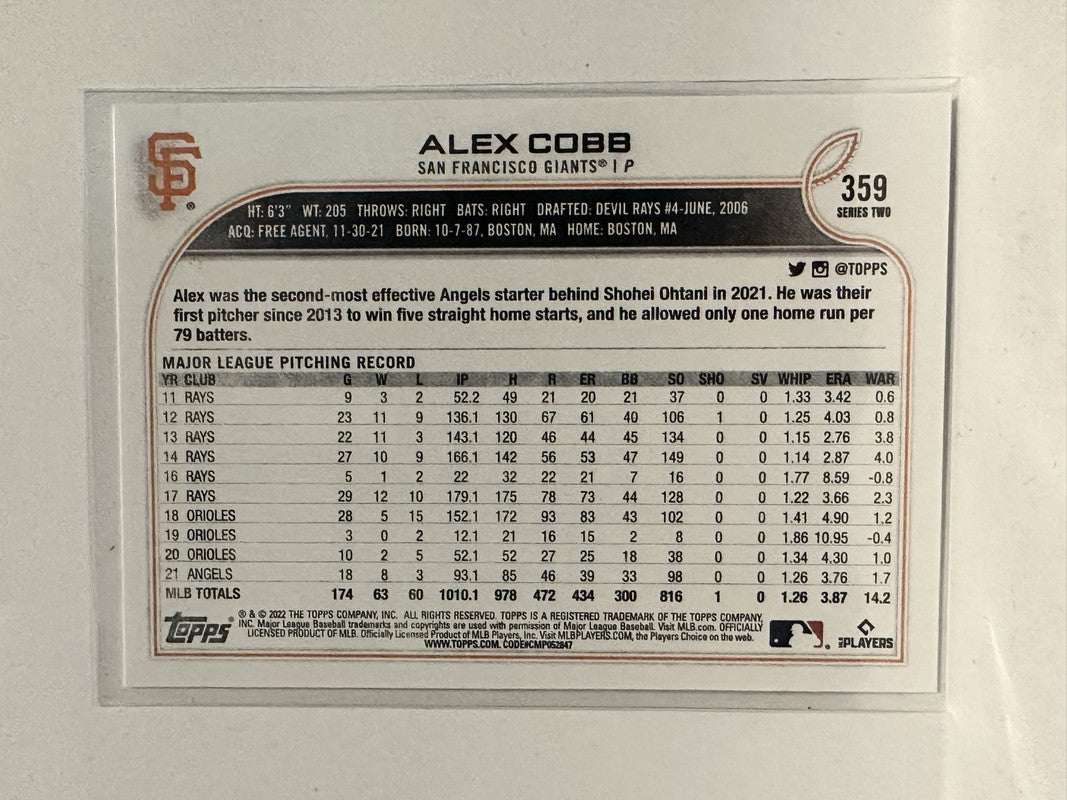 SF ®
ALEX COBB
SAN FRANCISCO GIANTS® | P
359
SERIES TWO
HT: 6'3" WT: 205 THROWS: RIGHT BATS: RIGHT DRAFTED: DEVIL RAYS #4-JUNE, 2006
ACQ: FREE AGENT, 11-30-21 BORN: 10-7-87, BOSTON, MA HOME: BOSTON, MA
@TOPPS
Alex was the second-most effective Angels starter behind Shohei Ohtani in 2021. He was their
first pitcher since 2013 to win five straight home starts, and he allowed only one home run per
79 batters.
MAJOR LEAGUE PITCHING RECORD
YR CLUB G W L IP H R ER BB SO SHO SV WHIP ERA WAR
11 RAYS 9 3 2 52.2 49 21 20 21 37 0 0 1.33 3.42 0.6
12 RAYS 23 11 9 136.1 130 67 61 40 106 1 0 1.25 4.03 0.8
13 RAYS 22 11 3 143.1 120 46 44 45 134 0 0 1.15 2.76 3.8
14 RAYS 27 10 9 166.1 142 56 53 47 149 0 0 1.14 2.87 4.0
16 RAYS 5 1 2 22 32 22 21 7 16 0 0 1.77 8.59 -0.8
17 RAYS 29 12 10 179.1 175 78 73 44 128 0 0 1.22 3.66 2.3
18 ORIOLES 28 5 15 152.1 172 93 83 43 102 0 0 1.41 4.90 1.2
19 ORIOLES 3 0 2 12.1 21 16 15 2 8 0 0 1.86 10.95 -0.4
20 ORIOLES 10 2 5 52.1 52 27 25 18 38 0 0 1.34 4.30 1.0
21 ANGELS 18 8 3 93.1 85 46 39 33 98 0 0 1.26 3.76 1.7
MLB TOTALS 174 63 60 1010.1 978 472 434 300 816 1 0 1.26 3.87 14.2
Topps®
® & © 2022 THE TOPPS COMPANY, INC. ALL RIGHTS RESERVED. TOPPS IS A REGISTERED TRADEMARK OF THE TOPPS COMPANY,
INC. Major League Baseball trademarks and copyrights are used with permission of Major League Baseball. Visit MLB.com. OFFICIALLY
LICENSED PRODUCT OF MLB. Officially Licensed Product of MLB Players, Inc. Visit MLBPLAYERS.COM, the Players Choice on the web.
WWW.TOPPS.COM. CODE#CMP052847
MLB PLAYERS